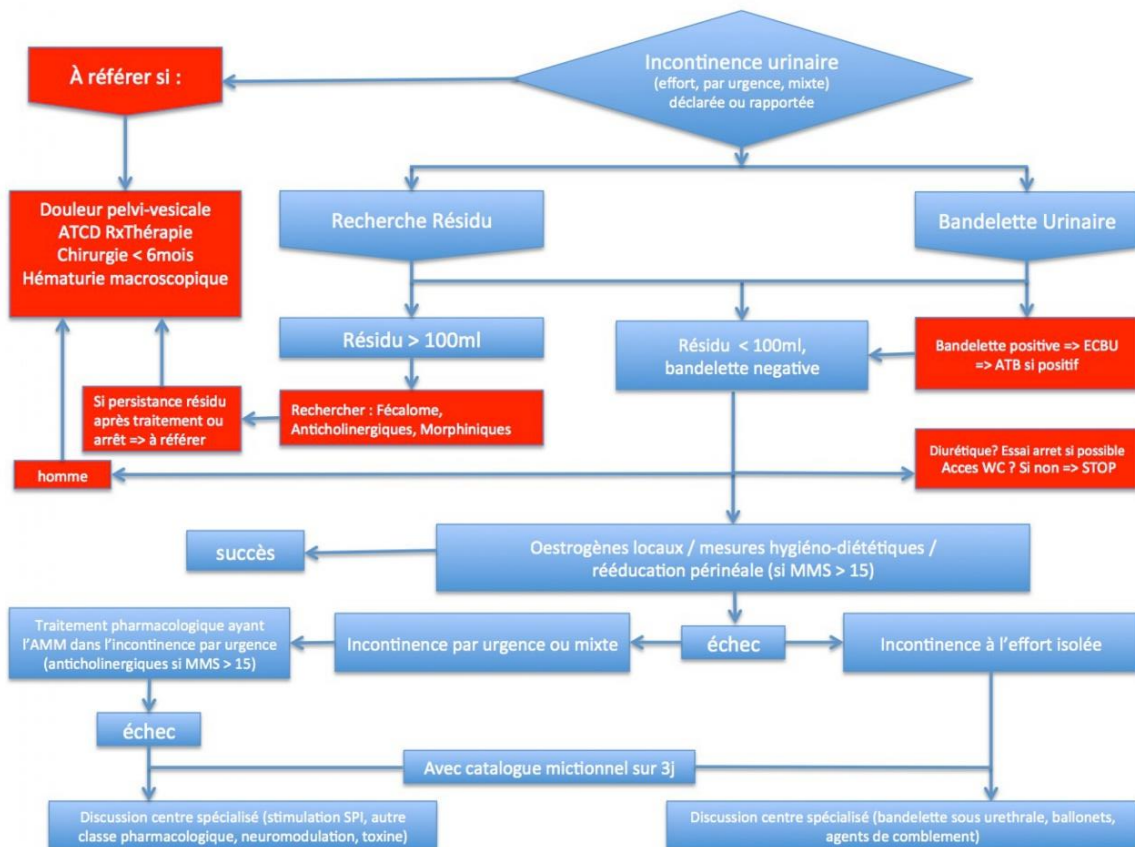 À référer si :
Incontinence urinaire
(effort, par urgence, mixte)
déclarée ou rapportée
Douleur pelvi-vesicale
ATCD RxThérapie
Chirurgie < 6mois
Hématurie macroscopique
Recherche Résidu
Bandelette Urinaire
Résidu > 100ml
Résidu < 100ml,
bandelette negative
Bandelette positive => ECBU
=> ATB si positif
Si persistance résidu
après traitement ou
arrêt => à référer
Rechercher : Fécalome,
Anticholinergiques, Morphiniques
homme
Diurétique? Essai arret si possible
Acces WC ? Si non => STOP
succès
Oestrogènes locaux / mesures hygiéno-diététiques /
rééducation périnéale (si MMS > 15)
Traitement pharmacologique ayant
l'AMM dans l'incontinence par urgence
(anticholinergiques si MMS > 15)
Incontinence par urgence ou mixte
échec
Incontinence à l'effort isolée
échec
Avec catalogue mictionnel sur 3j
Discussion centre spécialisé (stimulation SPI, autre
classe pharmacologique, neuromodulation, toxine)
Discussion centre spécialisé (bandelette sous urethrale, ballonets,
agents de comblement)